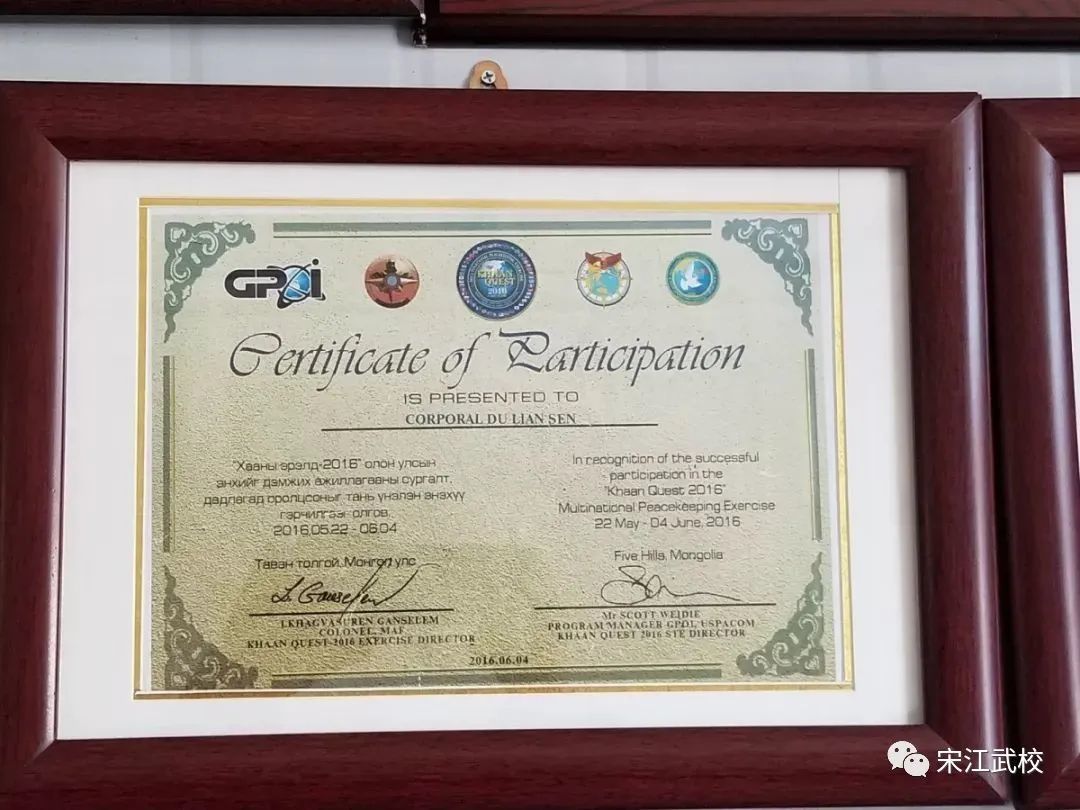 GPOI
KHAAN
QUEST
2016
Certificate of Participation
IS PRESENTED TO
CORPORAL DU LIAN SEN
"Хааны эрэлд-2016" олон улсын
энхийг дэмжих ажиллагааны сургалт,
дадлагад оролцсоныг тань үнэлэн энэхүү
гэрчилгээг олгов.
2016.05.22 - 06.04
Таван толгой, Монгол улс
LKHAGVASUREN GANSELEM
COLONEL, MAF
KHAAN QUEST-2016 EXERCISE DIRECTOR
In recognition of the successful
participation in the
"Khaan Quest 2016"
Multinational Peacekeeping Exercise
22 May - 04 June, 2016
Five Hills, Mongolia
Mr SCOTT WEIDIE
PROGRAM MANAGER GPOI, USPACOM
KHAAN QUEST 2016 STE DIRECTOR
2016.06.04
宋江武校